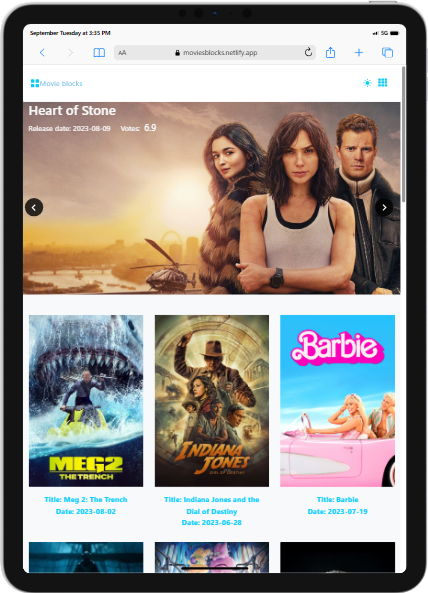 September Tuesday at 3:35 PM
5G
AA
moviesblocks.netlify.app
Movie blocks
Heart of Stone
Release date: 2023-08-09 Votes: 6.9
Barbie
MEG2
THE TRENCH
INDIANA
JONES
DIAL OF DESTINY
Title: Meg 2: The Trench
Date: 2023-08-02
Title: Indiana Jones and the
Dial of Destiny
Date: 2023-06-28
Title: Barbie
Date: 2023-07-19